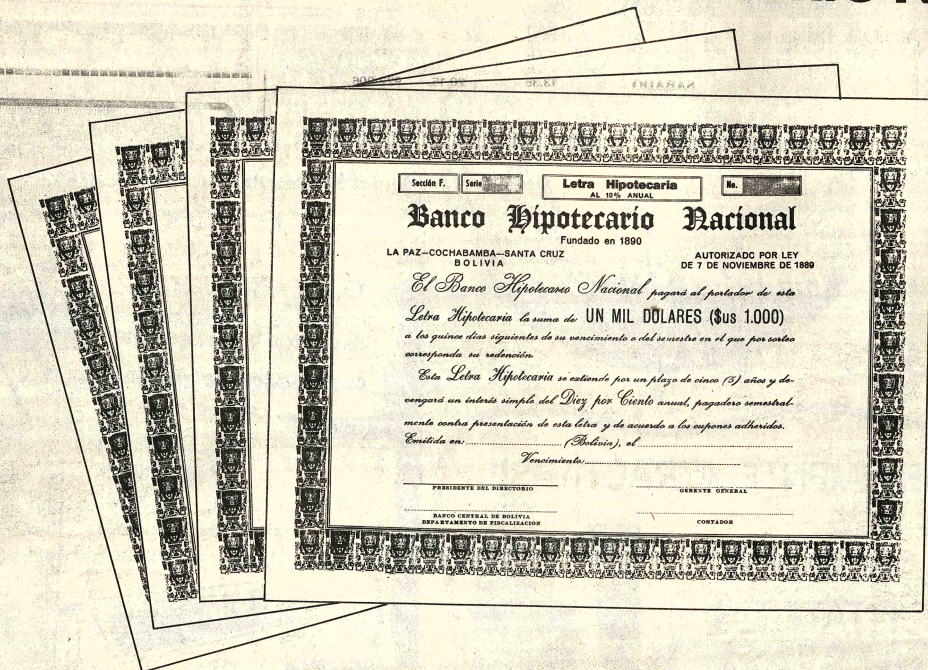 Sección F. Serie Letra Hipotecaria No.
AL 10% ANUAL
Banco Hipotecario Nacional
Fundado en 1890
LA PAZ–COCHABAMBA–SANTA CRUZ
BOLIVIA
AUTORIZADO POR LEY
DE 7 DE NOVIEMBRE DE 1889
El Banco Hipotecario Nacional pagará al portador de esta
Letra Hipotecaria la suma de UN MIL DOLARES ($us 1.000)
a los quince días siguientes de su vencimiento o del semestre en el que por sorteo
corresponda su redención.
Esta Letra Hipotecaria se extiende por un plazo de cinco (5) años y de-
vengará un interés simple del Diez por Ciento anual, pagadero semestral-
mente contra presentación de esta letra y de acuerdo a los cupones adheridos.
Emitida en: (Bolivia), el
Vencimiento:
PRESIDENTE DEL DIRECTORIO
GERENTE GENERAL
BANCO CENTRAL DE BOLIVIA
DEPARTAMENTO DE FISCALIZACION
CONTADOR